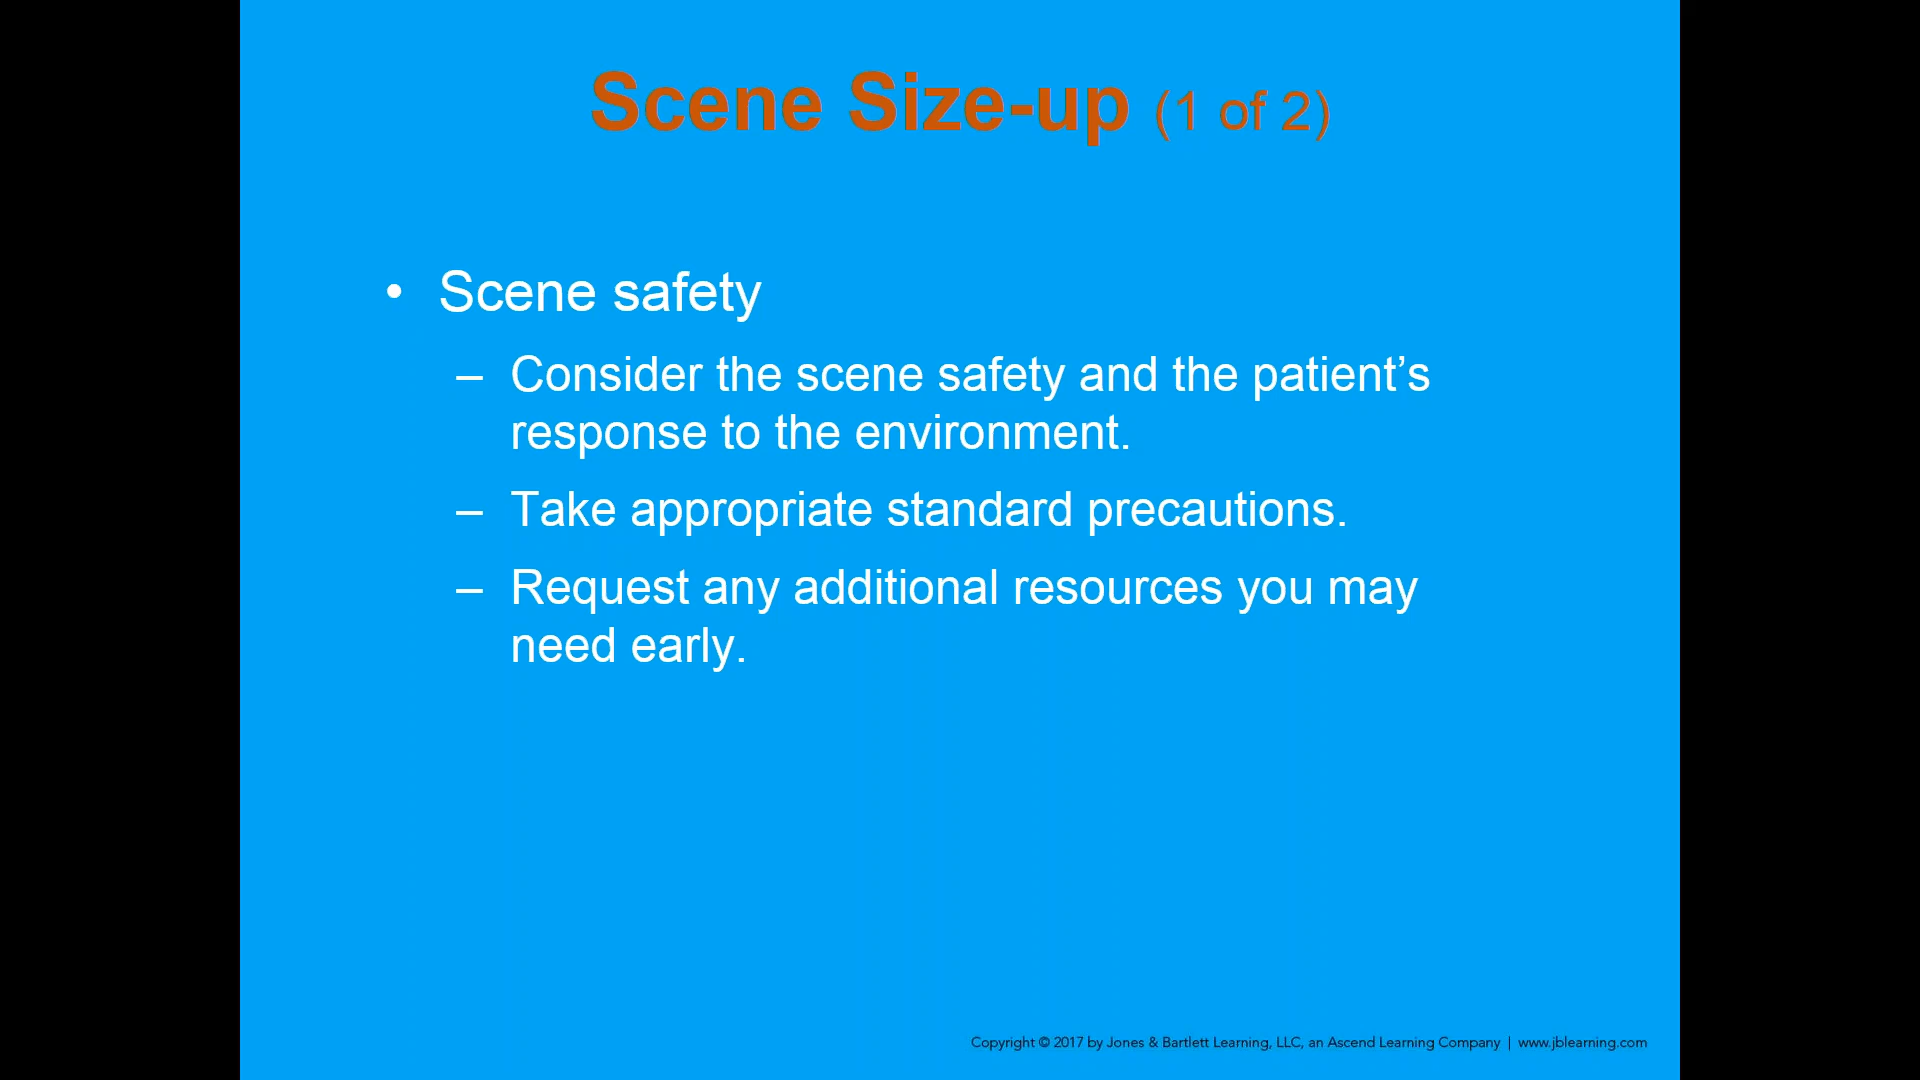 Scene Size-up (1 of 2)
• Scene safety
– Consider the scene safety and the patient’s
response to the environment.
– Take appropriate standard precautions.
– Request any additional resources you may
need early.
Copyright © 2017 by Jones & Bartlett Learning, LLC, an Ascend Learning Company | www.jblearning.com